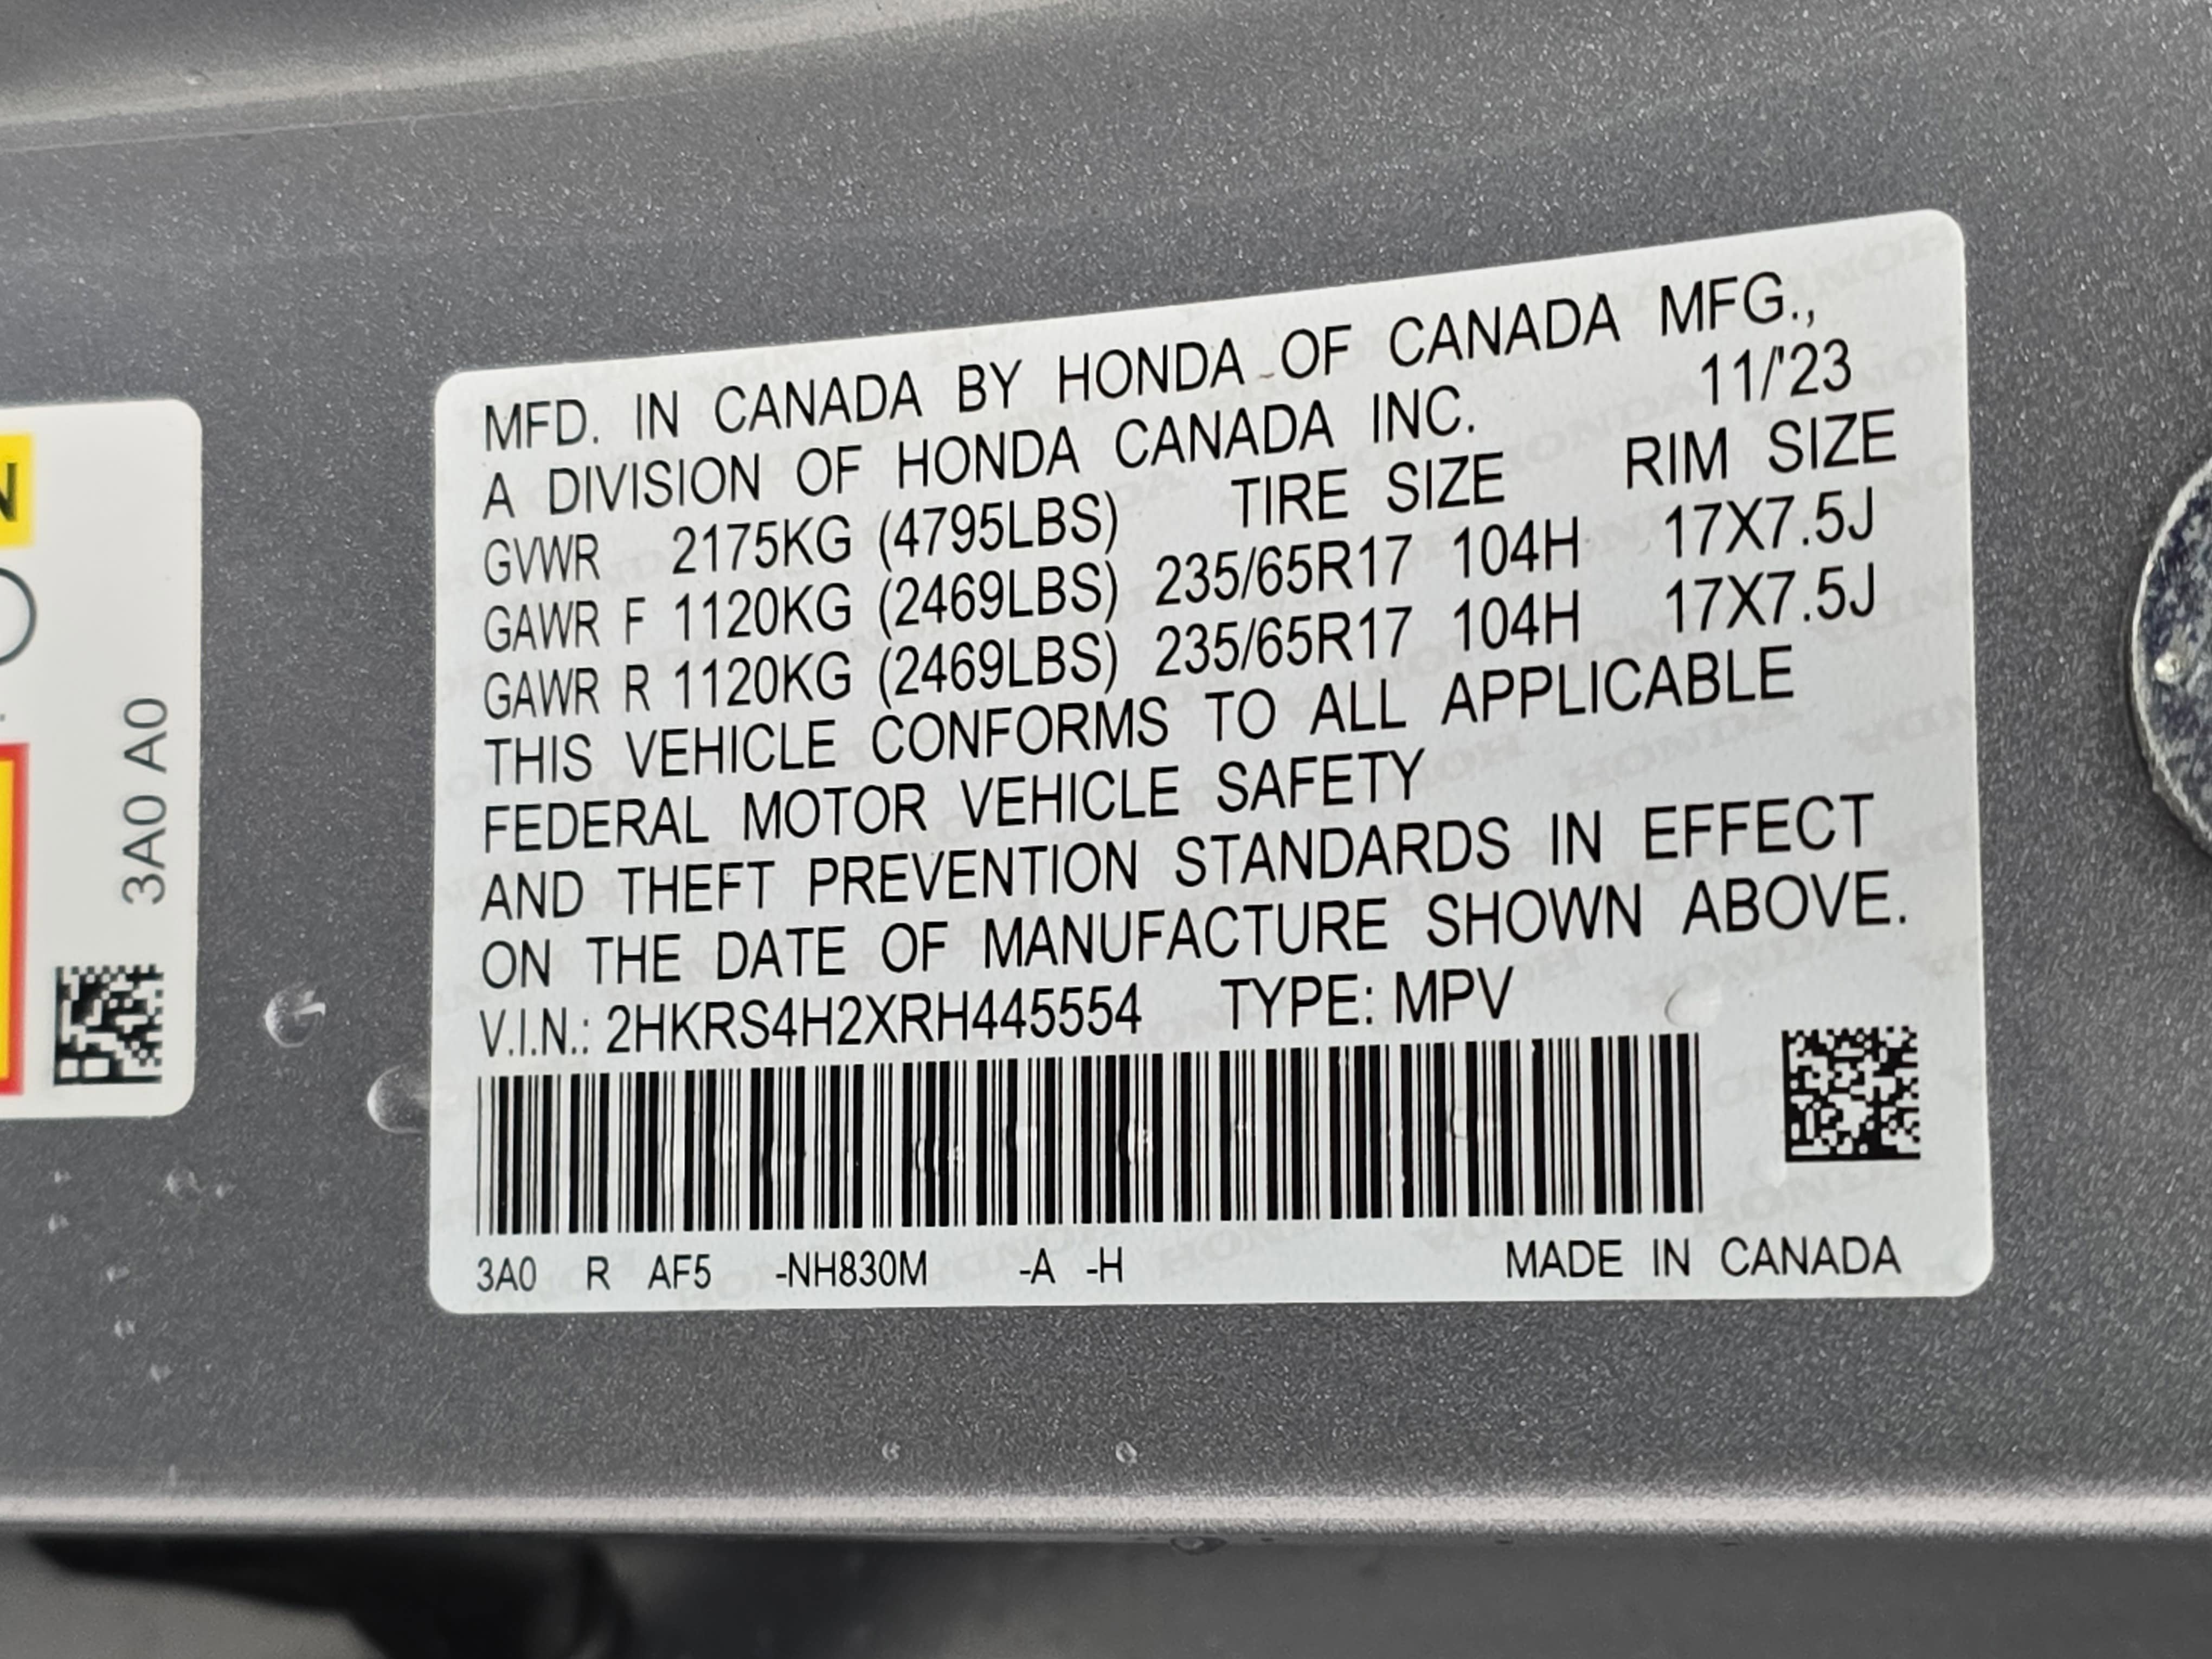 MFD. IN CANADA BY HONDA OF CANADA MFG.,
A DIVISION OF HONDA CANADA INC. 11/'23
GVWR 2175KG (4795LBS) TIRE SIZE RIM SIZE
GAWR F 1120KG (2469LBS) 235/65R17 104H 17X7.5J
GAWR R 1120KG (2469LBS) 235/65R17 104H 17X7.5J
THIS VEHICLE CONFORMS TO ALL APPLICABLE
FEDERAL MOTOR VEHICLE SAFETY
AND THEFT PREVENTION STANDARDS IN EFFECT
ON THE DATE OF MANUFACTURE SHOWN ABOVE.
V.I.N.: 2HKRS4H2XRH445554 TYPE: MPV
3A0 R AF5 -NH830M -A -H MADE IN CANADA
3A0 A0